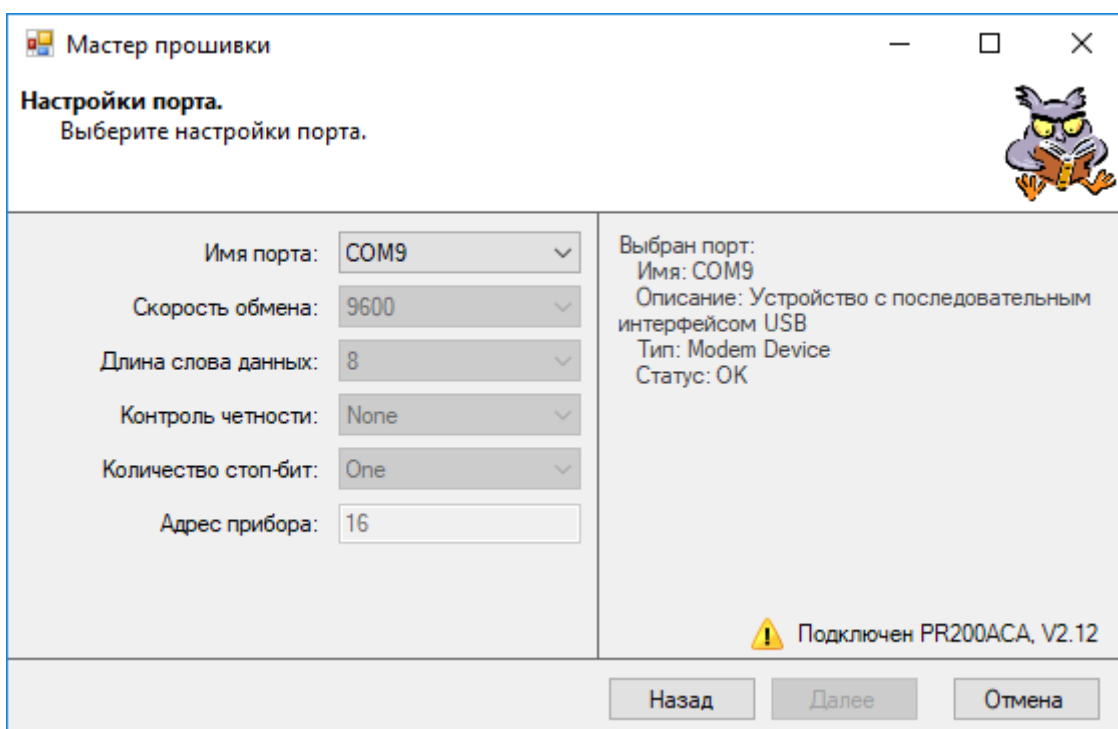 Мастер прошивки
Настройки порта.
Выберите настройки порта.
Имя порта: COM9
Скорость обмена: 9600
Длина слова данных: 8
Контроль четности: None
Количество стоп-бит: One
Адрес прибора: 16
Выбран порт:
Имя: COM9
Описание: Устройство с последовательным
интерфейсом USB
Тип: Modem Device
Статус: OK
Подключен PR200ACA, V2.12
Назад
Далее
Отмена